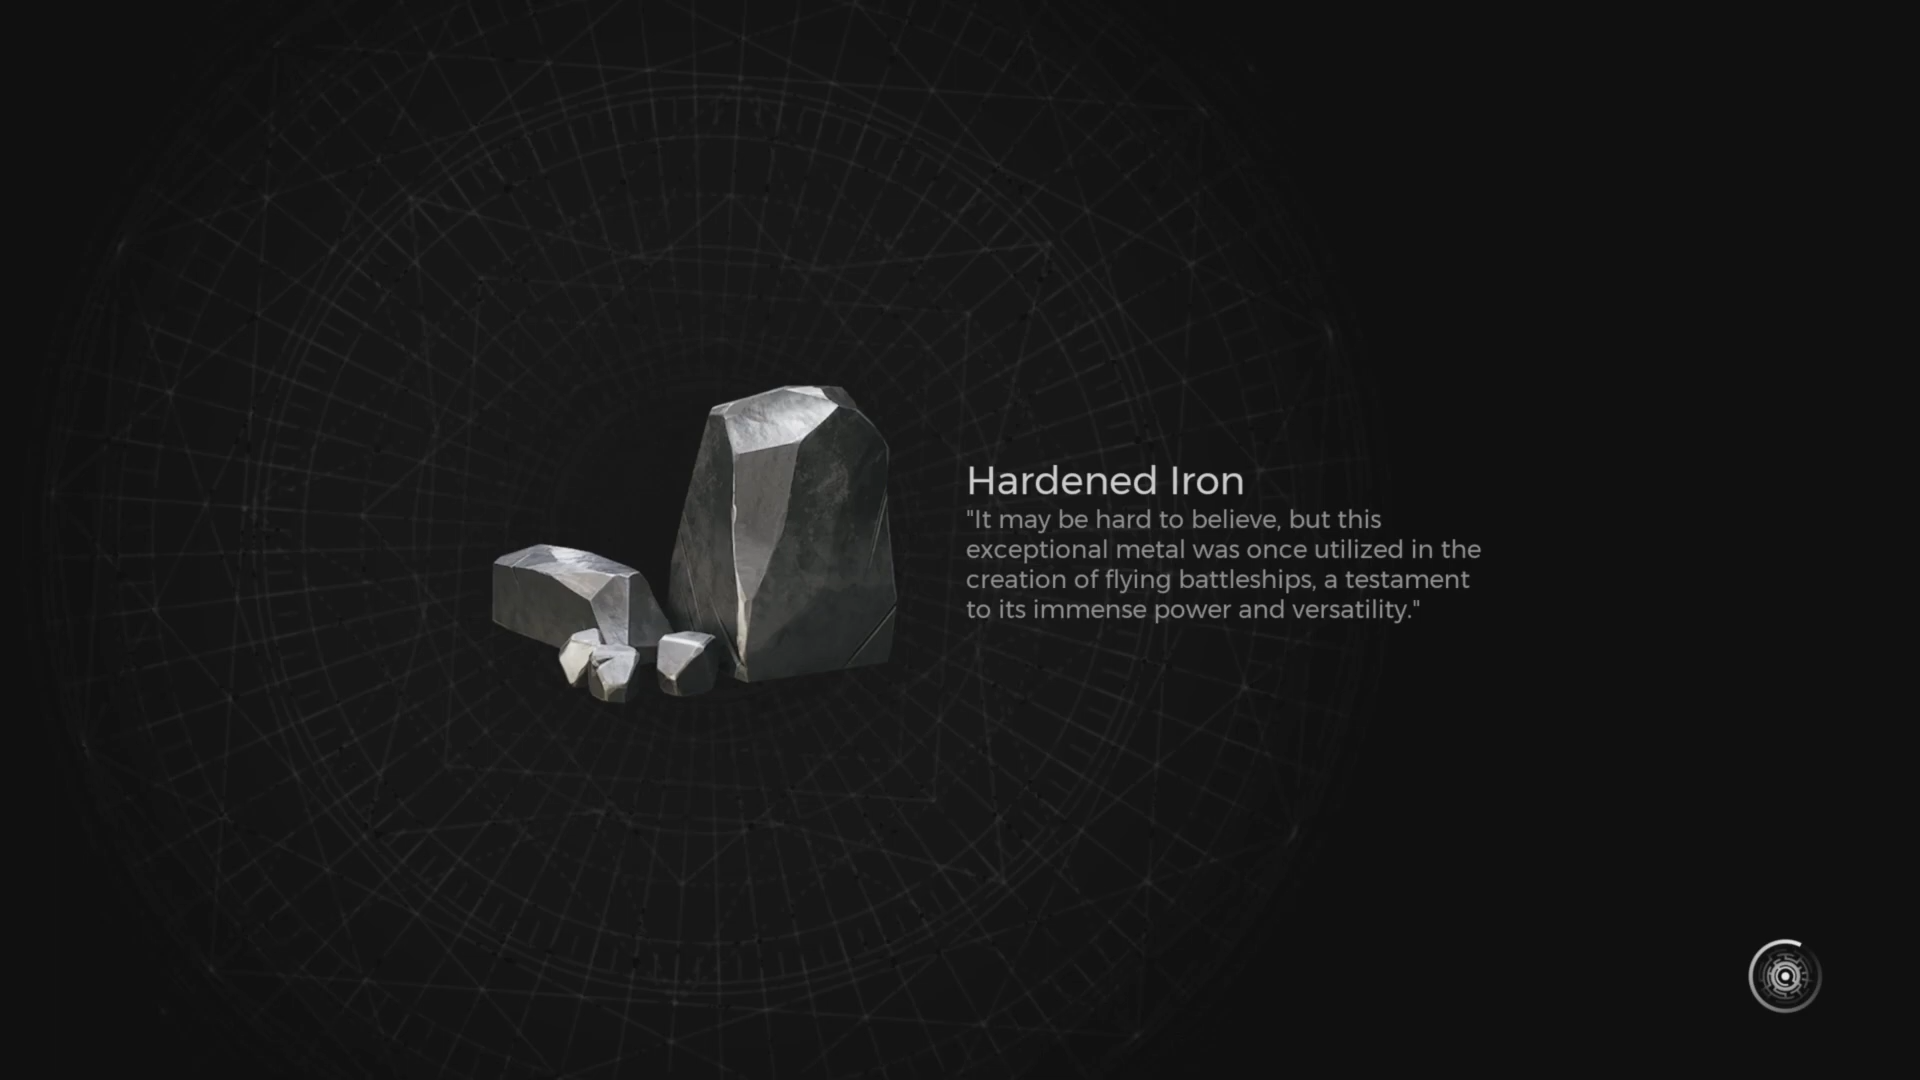 Hardened Iron
"It may be hard to believe, but this
exceptional metal was once utilized in the
creation of flying battleships, a testament
to its immense power and versatility."